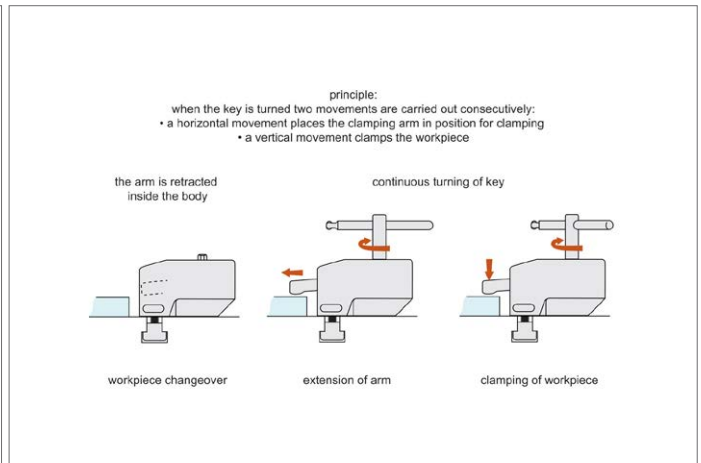 principle:
when the key is turned two movements are carried out consecutively:
• a horizontal movement places the clamping arm in position for clamping
• a vertical movement clamps the workpiece
the arm is retracted
inside the body
continuous turning of key
workpiece changeover
extension of arm
clamping of workpiece